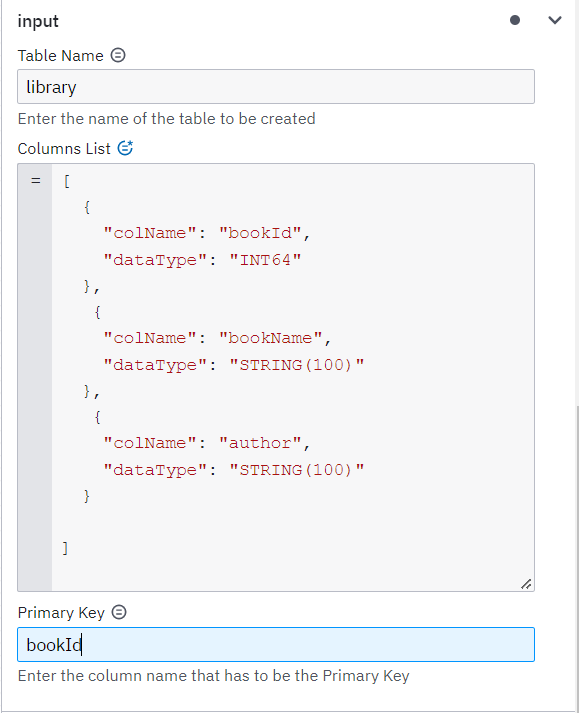 input
Table Name
library
Enter the name of the table to be created
Columns List
= [
{
"colName": "bookId",
"dataType": "INT64"
},
{
"colName": "bookName",
"dataType": "STRING(100)"
},
{
"colName": "author",
"dataType": "STRING(100)"
}
]
Primary Key
bookId
Enter the column name that has to be the Primary Key